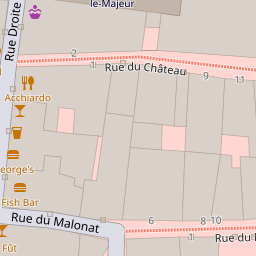 le-Majeur
Rue Droite
2
Rue du Château
1
9
11
Acchiardo
eorge's
Fish Bar
Rue du Malonat
6
8
10
1
Rue du
Fût